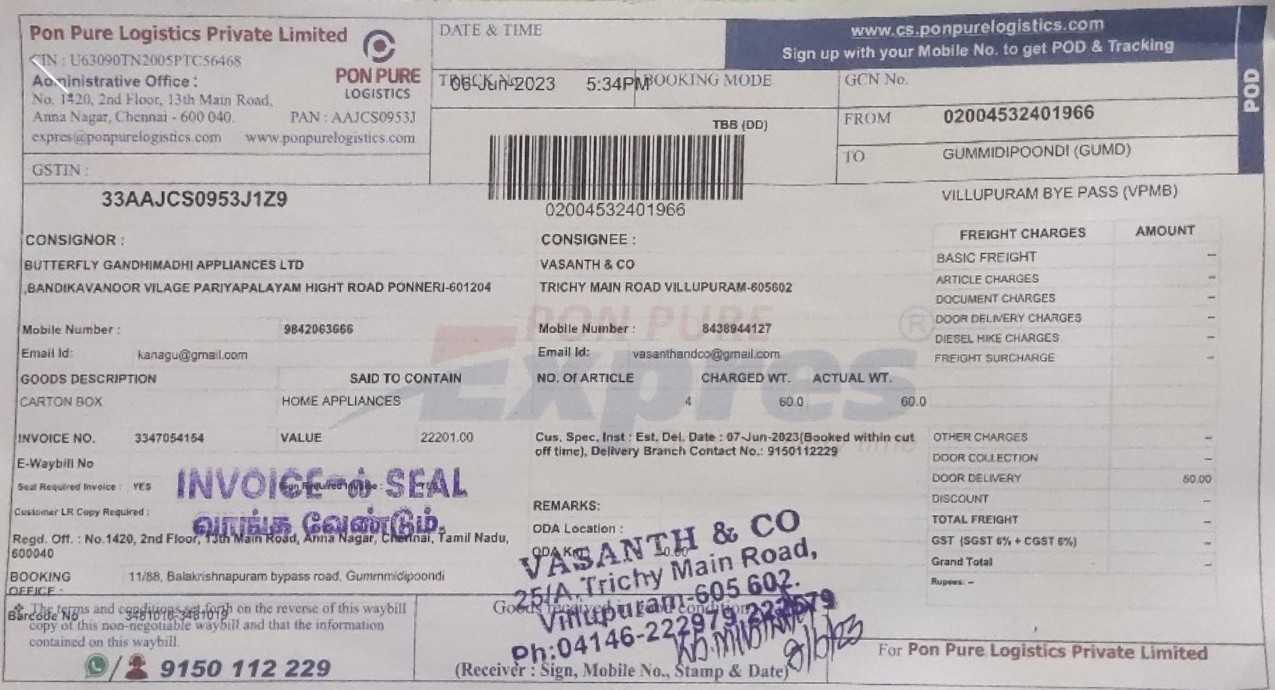 Pon Pure Logistics Private Limited
CIN : U63090TN2005PTC56468
Administrative Office :
No. 1420, 2nd Floor, 13th Main Road,
Anna Nagar, Chennai - 600 040. PAN : AAJCS0953J
expres@ponpurelogistics.com www.ponpurelogistics.com
PON PURE
LOGISTICS
GSTIN :
33AAJCS0953J1Z9
DATE & TIME
06-Jun-2023 5:34PM
BOOKING MODE
TBB (DD)
02004532401966
www.cs.ponpurelogistics.com
Sign up with your Mobile No. to get POD & Tracking
POD
GCN No.
FROM 02004532401966
TO GUMMIDIPOONDI (GUMD)
VILLUPURAM BYE PASS (VPMB)
CONSIGNOR :
BUTTERFLY GANDHIMADHI APPLIANCES LTD
,BANDIKAVANOOR VILAGE PARIYAPALAYAM HIGHT ROAD PONNERI-601204
Mobile Number : 9842063666
Email Id: kanagu@gmail.com
CONSIGNEE :
VASANTH & CO
TRICHY MAIN ROAD VILLUPURAM-605602
Mobile Number : 8438944127
Email Id: vasanthandco@gmail.com
PON PURE
Expres
FREIGHT CHARGES AMOUNT
BASIC FREIGHT –
ARTICLE CHARGES –
DOCUMENT CHARGES –
DOOR DELIVERY CHARGES –
DIESEL HIKE CHARGES –
FREIGHT SURCHARGE –
GOODS DESCRIPTION SAID TO CONTAIN NO. Of ARTICLE CHARGED WT. ACTUAL WT.
CARTON BOX HOME APPLIANCES 4 60.0 60.0
INVOICE NO. 3347054154 VALUE 22201.00
E-Waybill No
Seal Required Invoice : YES
Customer LR Copy Required :
INVOICE-ல் SEAL
வாங்க வேண்டும்.
Regd. Off. : No.1420, 2nd Floor, 13th Main Road, Anna Nagar, Chennai, Tamil Nadu,
600040
BOOKING OFFICE : 11/88, Balakrishnapuram bypass road, Gummmidipoondi
Cus. Spec. Inst : Est. Del. Date : 07-Jun-2023(Booked within cut
off time), Delivery Branch Contact No.: 9150112229
REMARKS:
ODA Location :
VASANTH & CO
25/A.Trichy Main Road,
Villupuram-605 602.
Ph:04146-222979
OTHER CHARGES –
DOOR COLLECTION –
DOOR DELIVERY 50.00
DISCOUNT –
TOTAL FREIGHT –
GST (SGST 6% + CGST 6%) –
Grand Total –
Rupees: –
The terms and conditions set forth on the reverse of this waybill
Barcode No 3481016-3481019
copy of this non-negotiable waybill and that the information
contained on this waybill.
9150 112 229
(Receiver : Sign, Mobile No., Stamp & Date)
For Pon Pure Logistics Private Limited